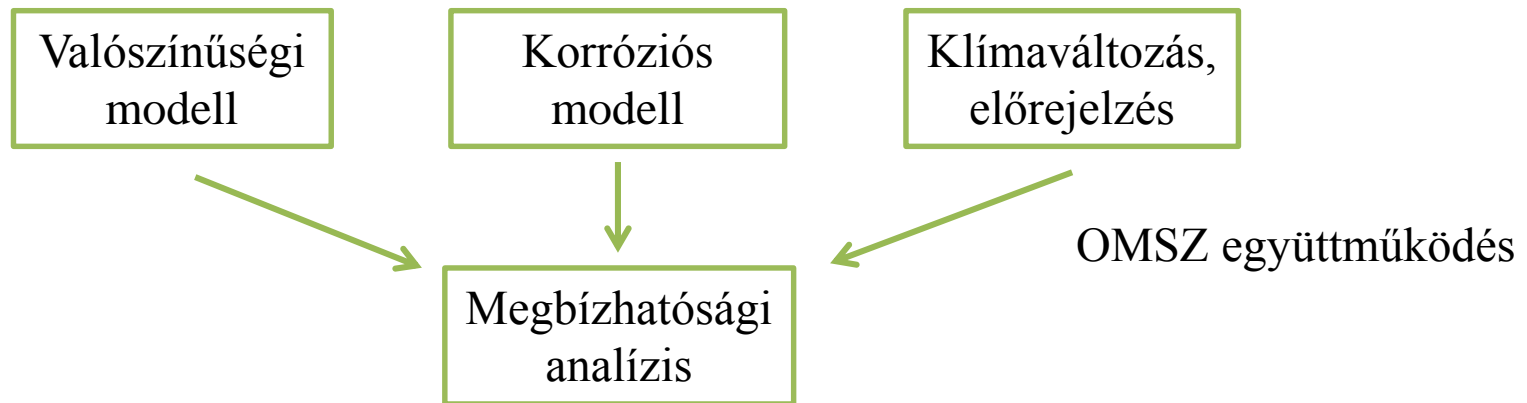 Valószínűségi
modell
Korróziós
modell
Klímaváltozás,
előrejelzés
OMSZ együttműködés
Megbízhatósági
analízis